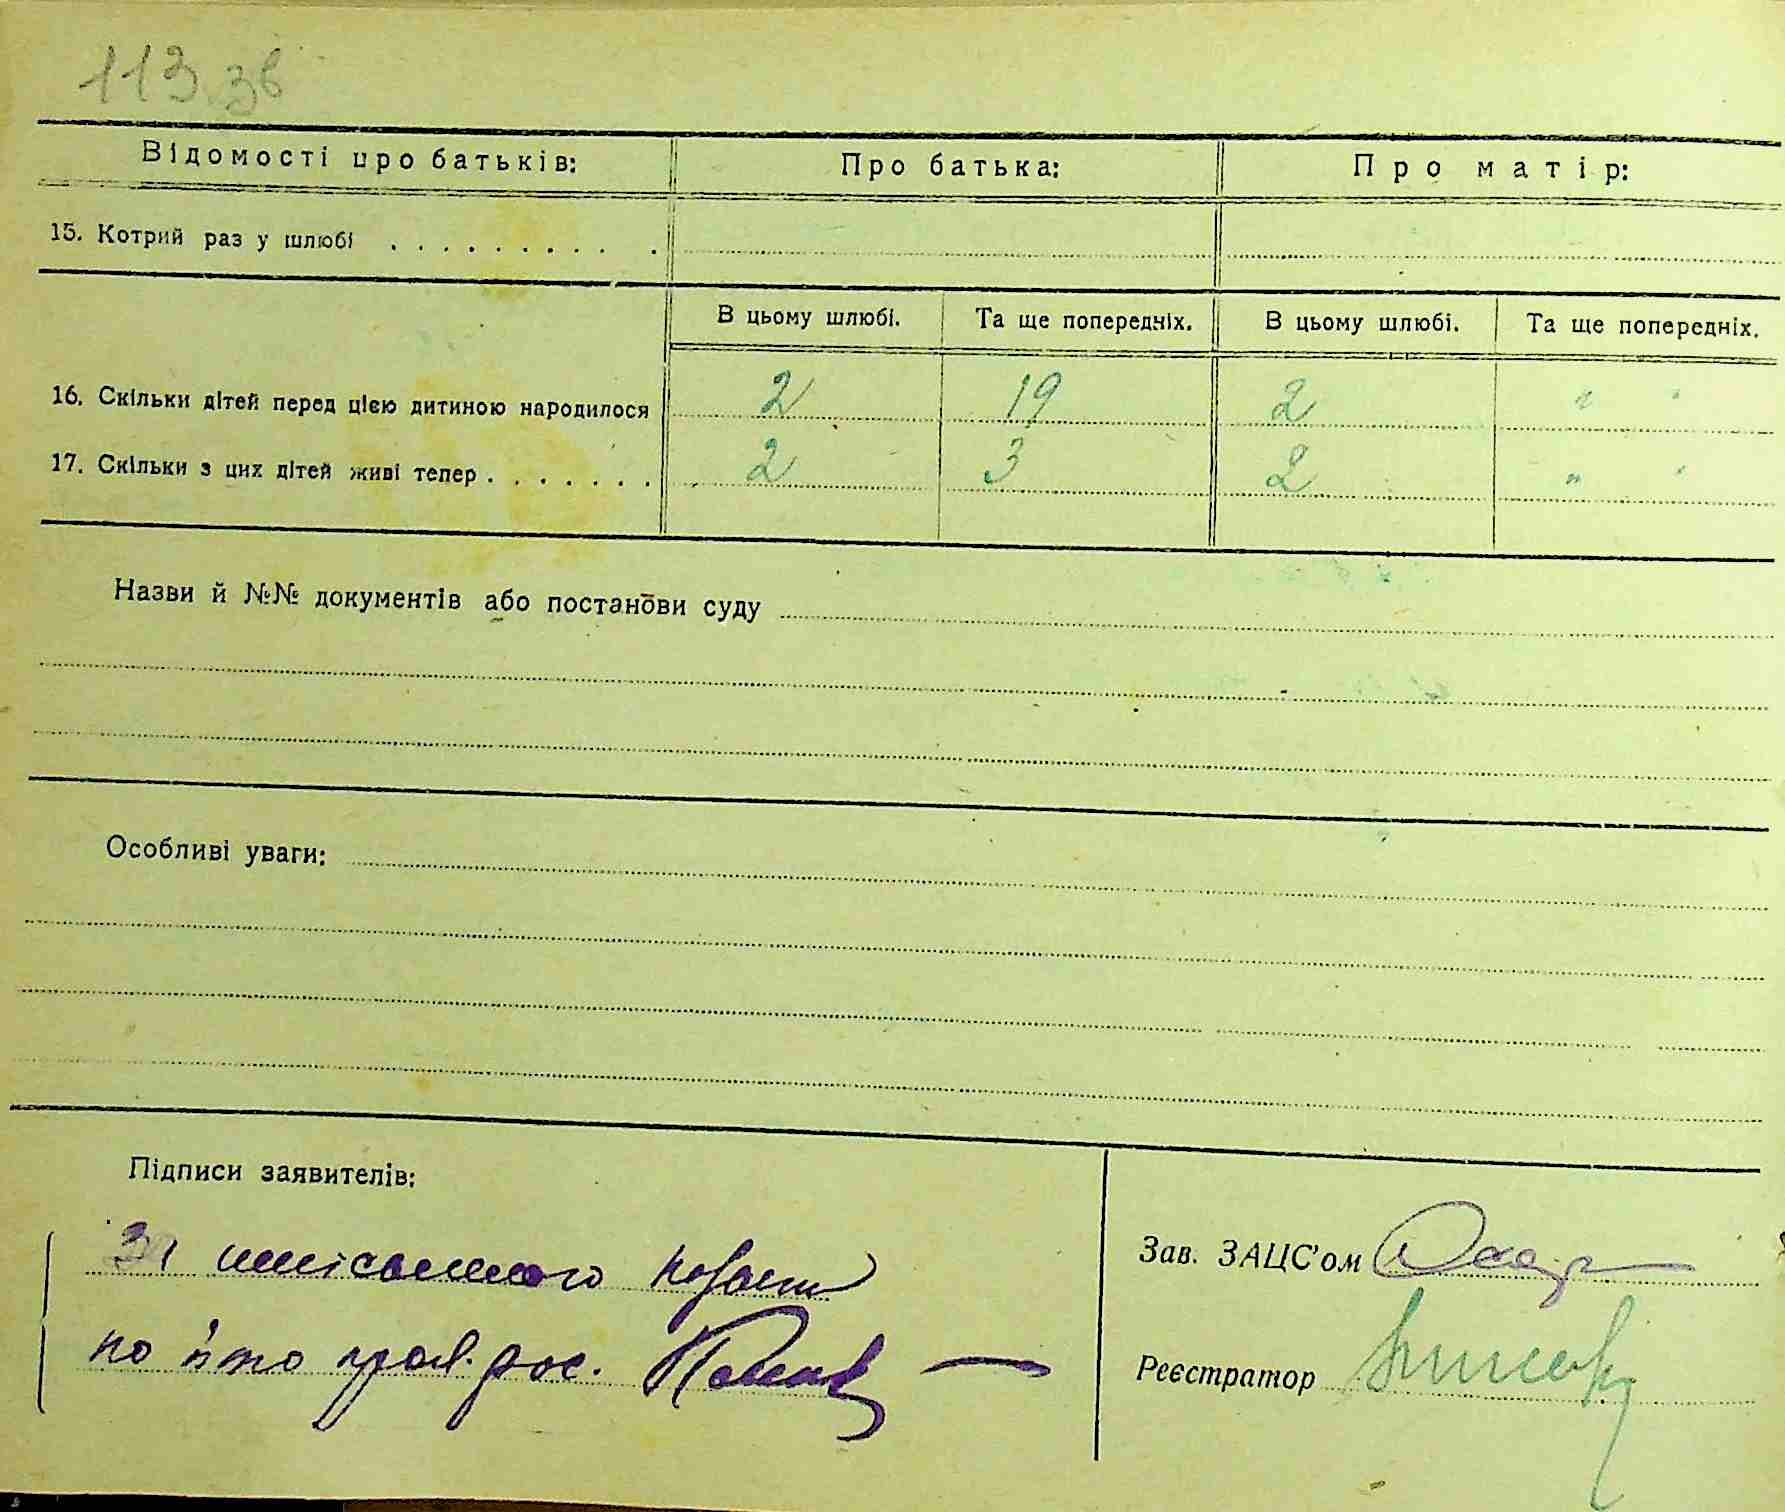 113 зв
Відомості про батьків: Про батька: Про матір:
15. Котрий раз у шлюбі . . . . . . . . . .
В цьому шлюбі. Та ще попередніх. В цьому шлюбі. Та ще попередніх.
16. Скільки дітей перед цією дитиною народилося 2 19 2 "
17. Скільки з цих дітей живі тепер . . . . . . . 2 3 2 "
Назви й №№ документів або постанови суду
Особливі уваги:
Підписи заявителів:
Зав. ЗАЦС'ом
Реєстратор